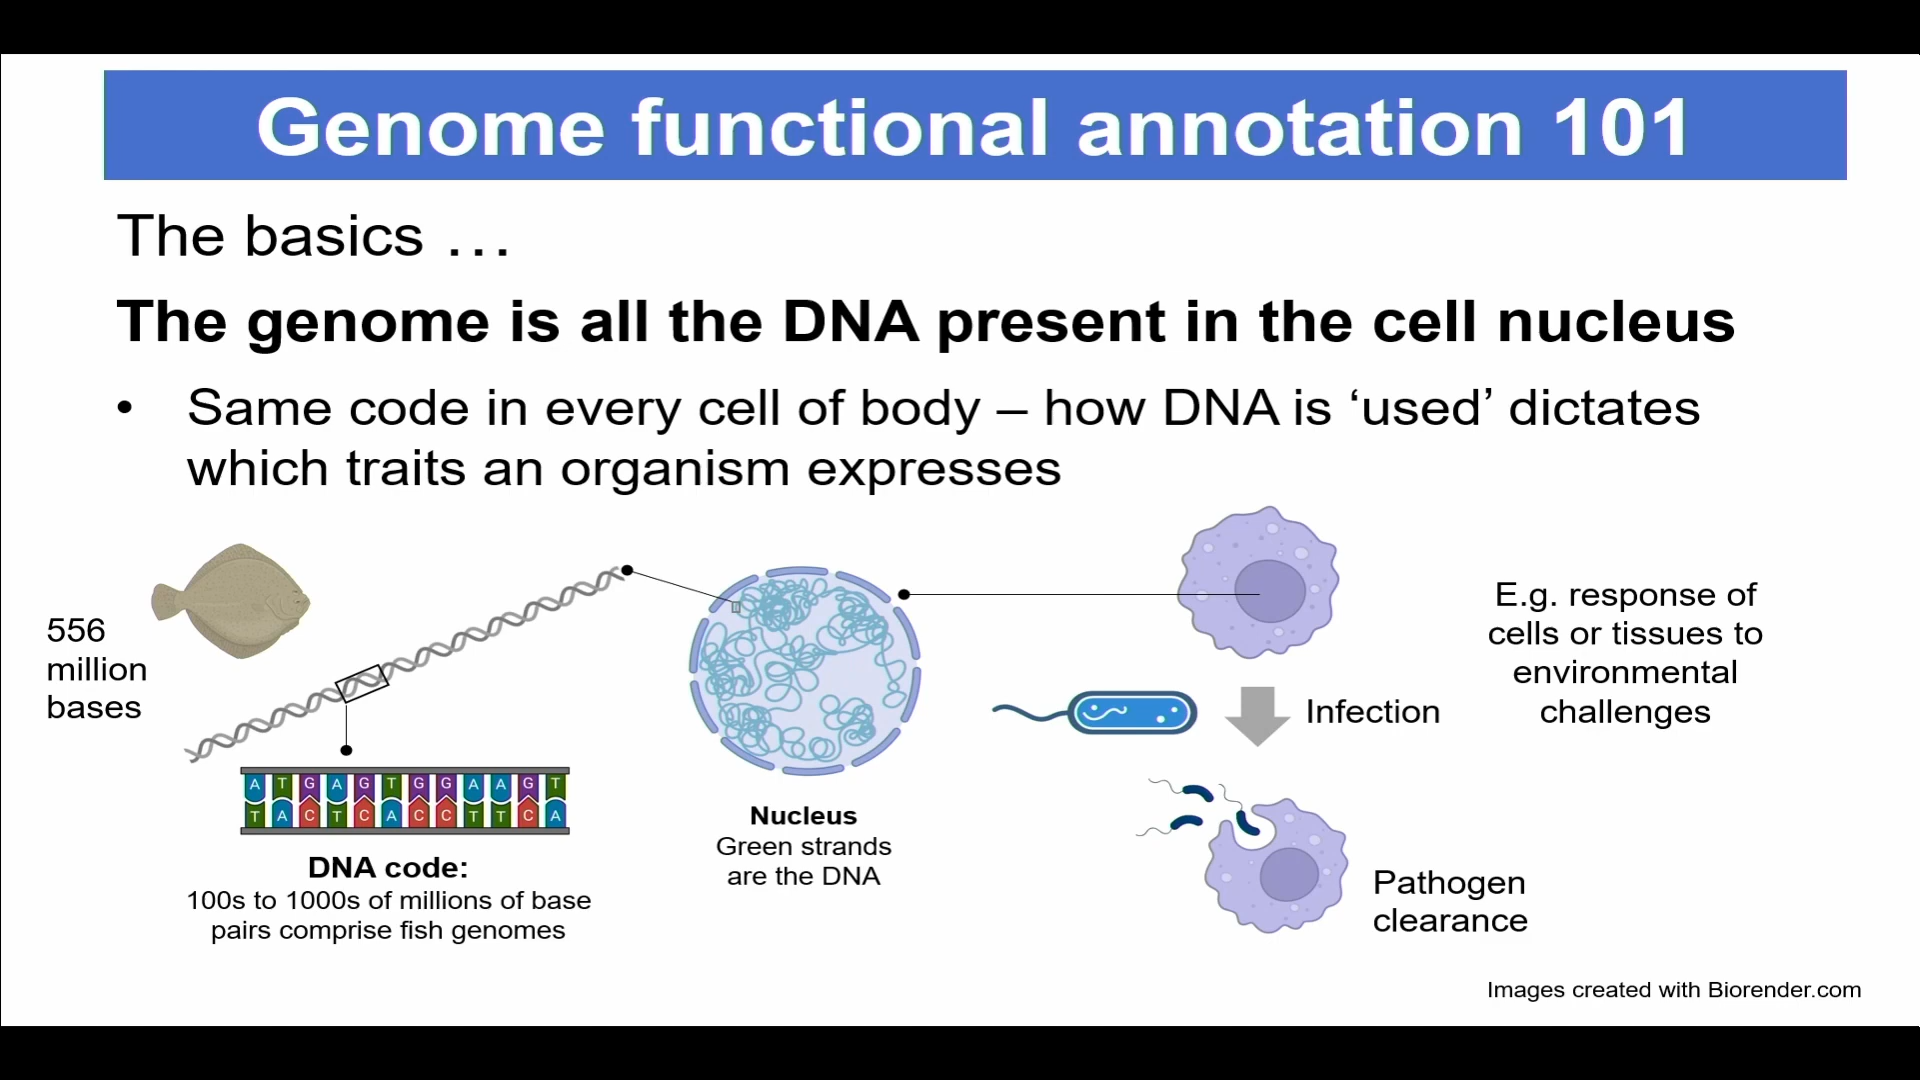 Genome functional annotation 101
The basics …
The genome is all the DNA present in the cell nucleus
• Same code in every cell of body – how DNA is ‘used’ dictates
which traits an organism expresses
556
million
bases
A T G A G T G G A A G T
T A C T C A C C T T C A
DNA code:
100s to 1000s of millions of base
pairs comprise fish genomes
Nucleus
Green strands
are the DNA
E.g. response of
cells or tissues to
environmental
challenges
Infection
Pathogen
clearance
Images created with Biorender.com